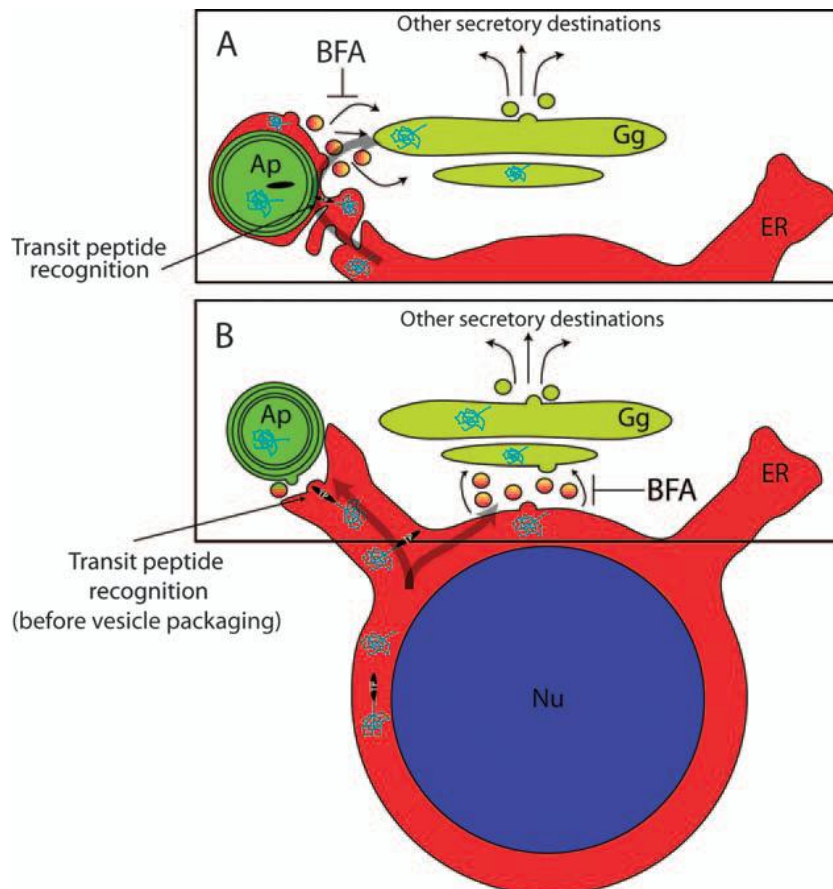 A
Other secretory destinations
BFA
Gg
Ap
ER
Transit peptide
recognition
B
Other secretory destinations
Ap
Gg
ER
BFA
Transit peptide
recognition
(before vesicle packaging)
Nu